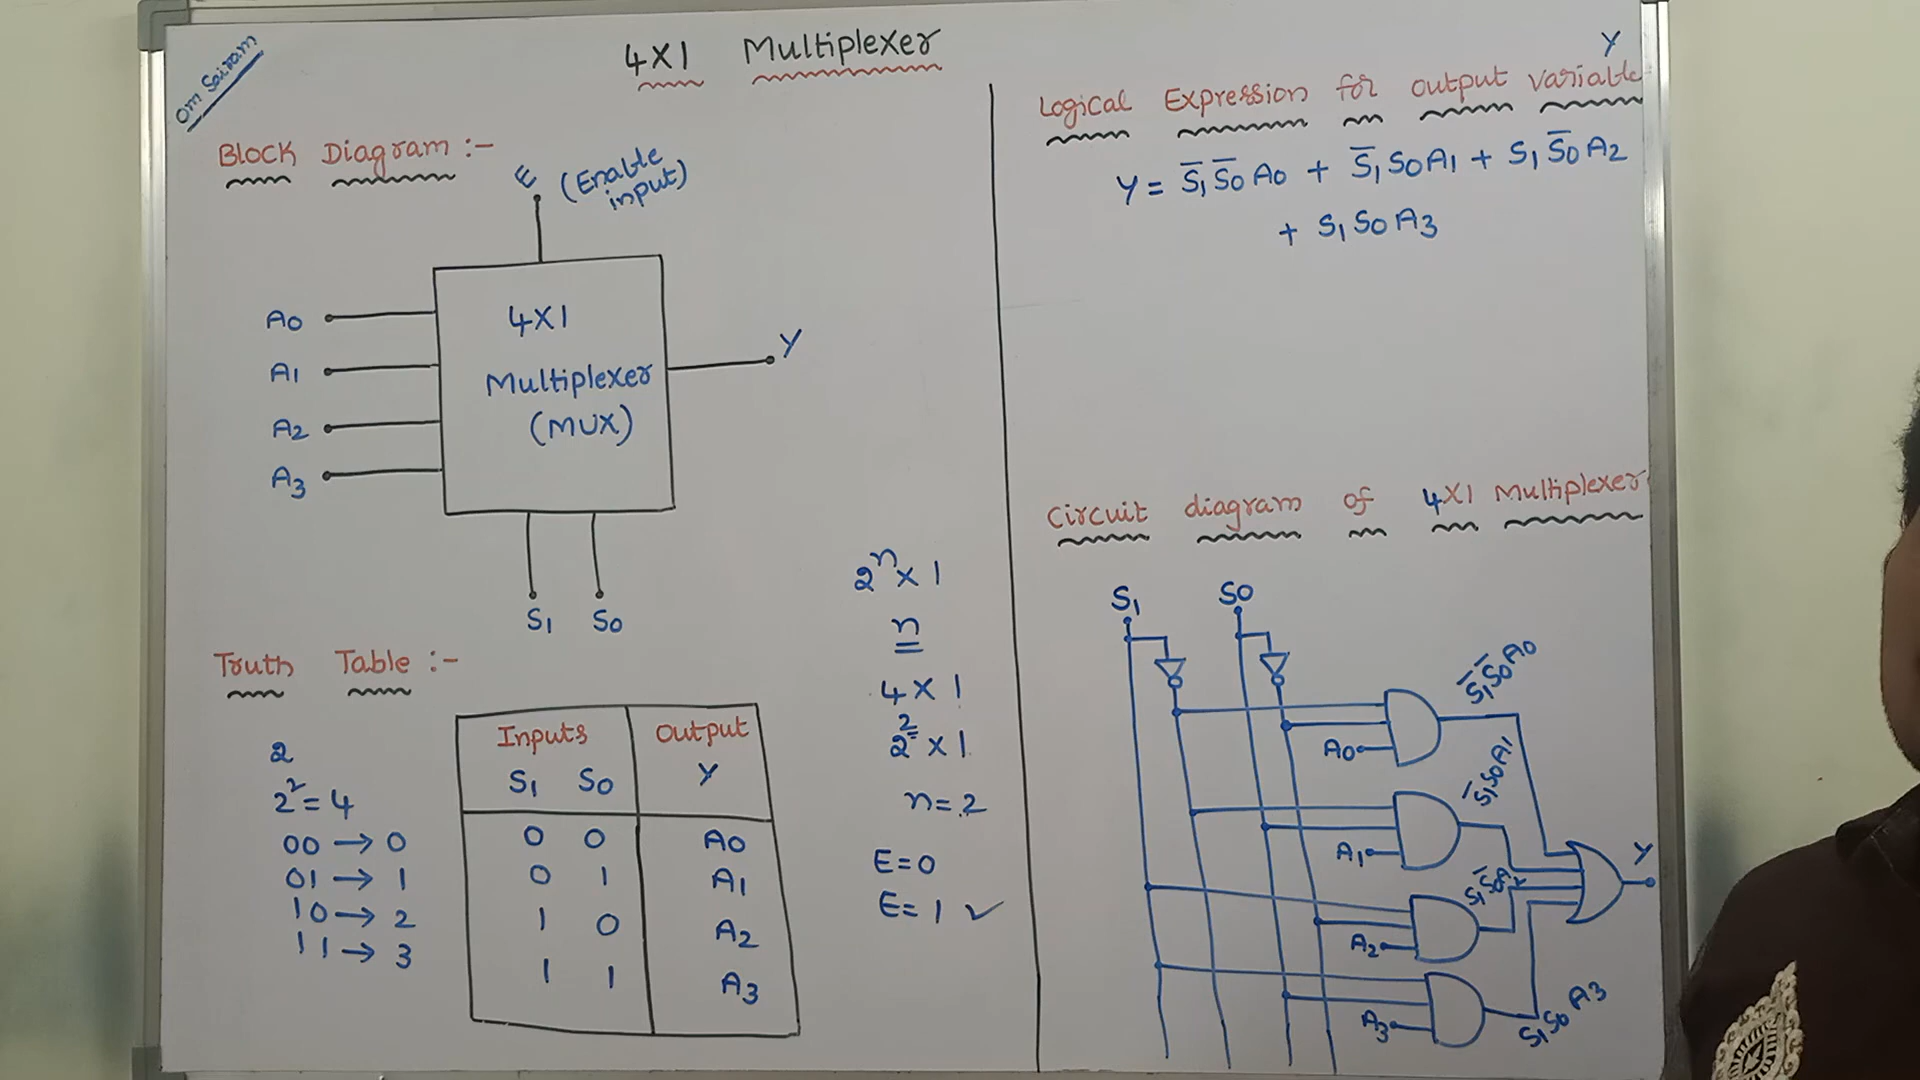 Om Sairam
4X1 Multiplexer
Block Diagram :-
E (Enable
input)
A0
A1
A2
A3
4X1
Multiplexer
(MUX)
Y
S1 S0
2ⁿ x 1
n
4 x 1
2² x 1
n=2
E=0
E=1 ✓
Truth Table :-
2
2² = 4
00 → 0
01 → 1
10 → 2
11 → 3
Inputs Output
S1 S0 Y
0 0 A0
0 1 A1
1 0 A2
1 1 A3
Y
Logical Expression for output variable
Y = S̅1 S̅0 A0 + S̅1 S0 A1 + S1 S̅0 A2
+ S1 S0 A3
Circuit diagram of 4X1 Multiplexer
S1 S0
S̅1 S̅0 A0
A0
S̅1 S0 A1
A1
S1 S̅0 A2
Y
A2
A3
S1 S0 A3